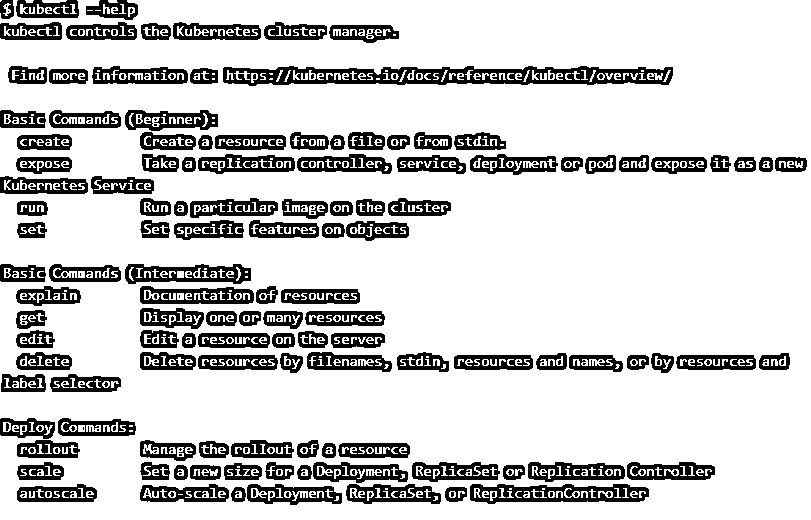 $ kubectl --help
kubectl controls the Kubernetes cluster manager.
Find more information at: https://kubernetes.io/docs/reference/kubectl/overview/
Basic Commands (Beginner):
create Create a resource from a file or from stdin.
expose Take a replication controller, service, deployment or pod and expose it as a new
Kubernetes Service
run Run a particular image on the cluster
set Set specific features on objects
Basic Commands (Intermediate):
explain Documentation of resources
get Display one or many resources
edit Edit a resource on the server
delete Delete resources by filenames, stdin, resources and names, or by resources and
label selector
Deploy Commands:
rollout Manage the rollout of a resource
scale Set a new size for a Deployment, ReplicaSet or Replication Controller
autoscale Auto-scale a Deployment, ReplicaSet, or ReplicationController